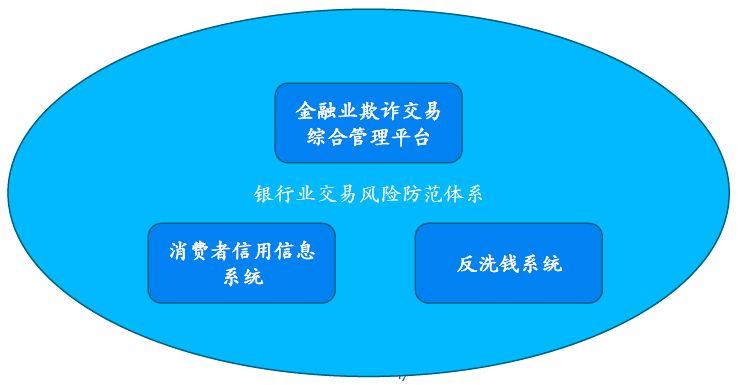 金融业欺诈交易
综合管理平台
银行业交易风险防范体系
消费者信用信息
系统
反洗钱系统